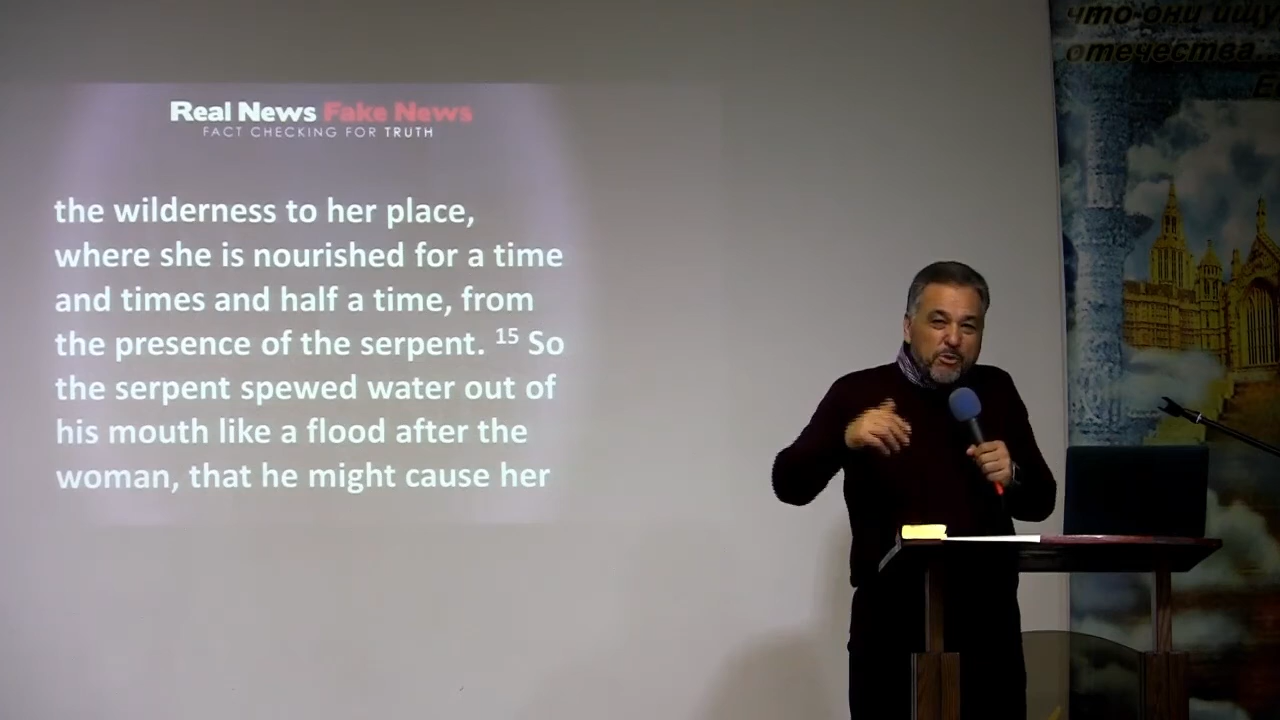 Real News Fake News
FACT CHECKING FOR TRUTH
the wilderness to her place,
where she is nourished for a time
and times and half a time, from
the presence of the serpent. 15 So
the serpent spewed water out of
his mouth like a flood after the
woman, that he might cause her
что они ищу
отечества...
Ев